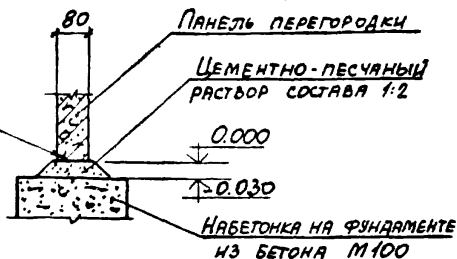 80
ПАНЕЛЬ ПЕРЕГОРОДКИ
ЦЕМЕНТНО-ПЕСЧАНЫЙ
РАСТВОР СОСТАВА 1:2
0.000
0.030
НАБЕТОНКА НА ФУНДАМЕНТЕ
ИЗ БЕТОНА М100